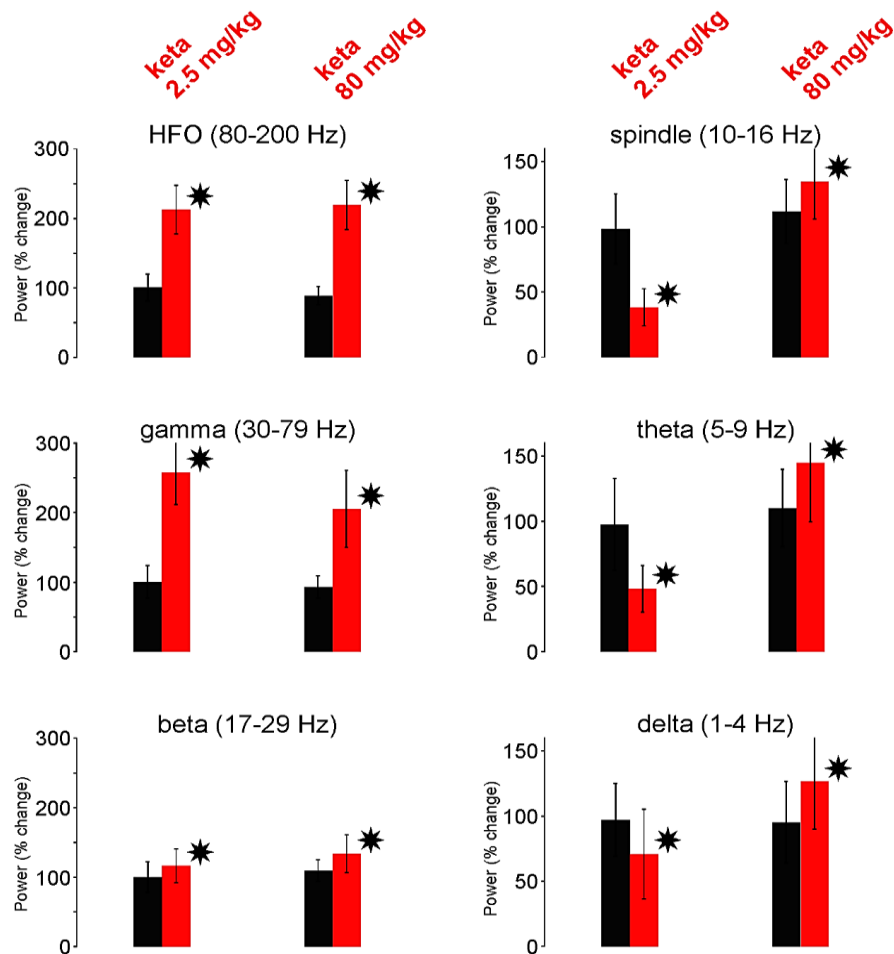 keta
2.5 mg/kg
keta
80 mg/kg
keta
2.5 mg/kg
keta
80 mg/kg
HFO (80-200 Hz)
Power (% change)
300
200
100
0
spindle (10-16 Hz)
Power (% change)
150
100
50
0
gamma (30-79 Hz)
Power (% change)
300
200
100
0
theta (5-9 Hz)
Power (% change)
150
100
50
0
beta (17-29 Hz)
Power (% change)
300
200
100
0
delta (1-4 Hz)
Power (% change)
150
100
50
0